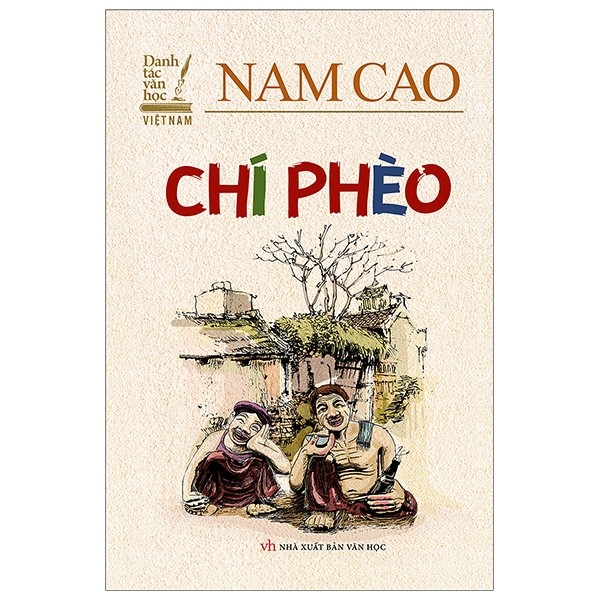 Danh
tác
văn
học
VIỆT NAM
NAM CAO
CHÍ PHÈO
vh NHÀ XUẤT BẢN VĂN HỌC